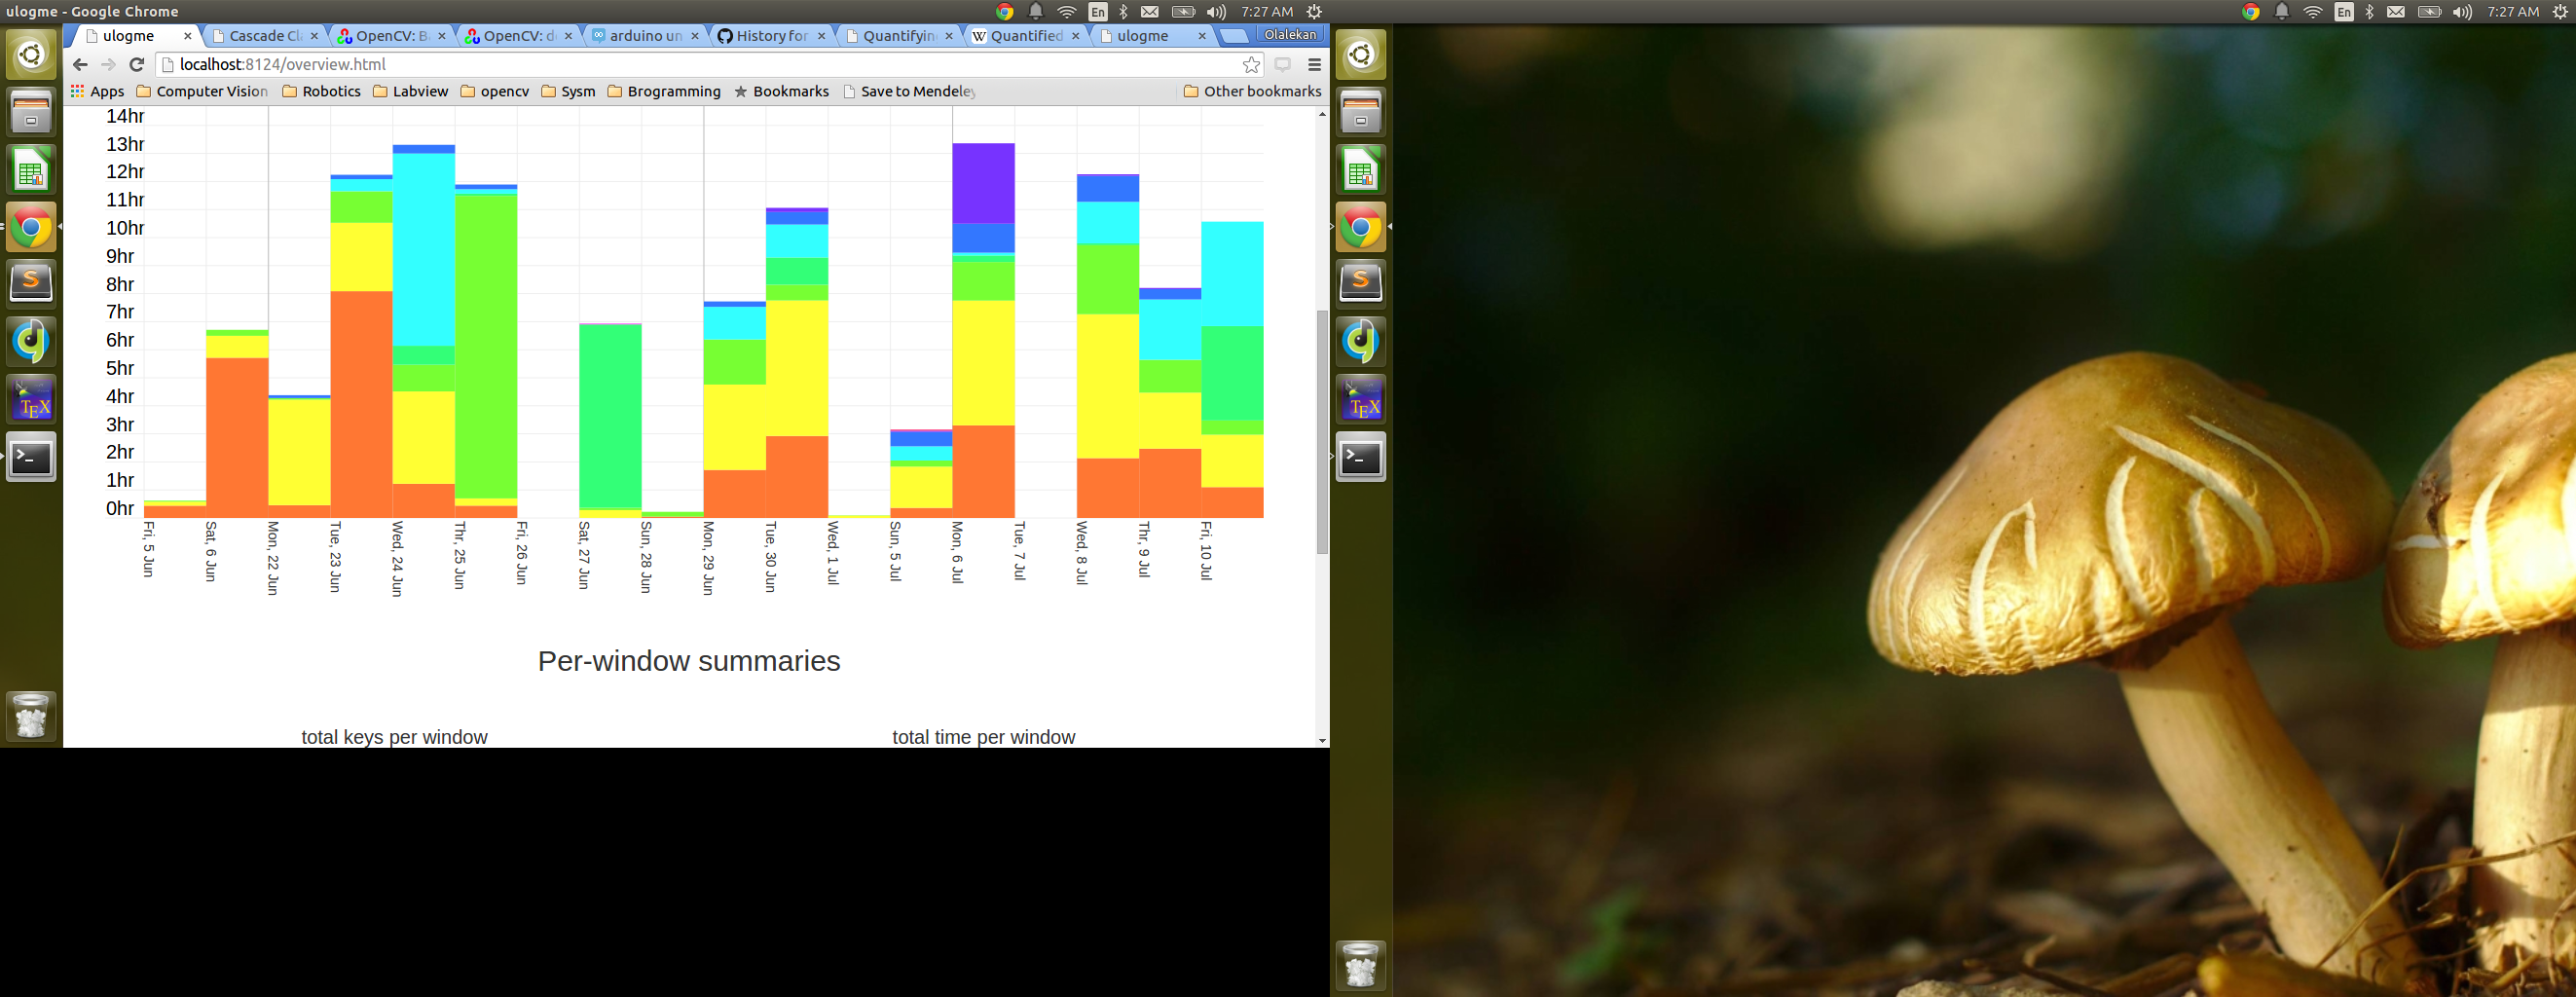 ulogme - Google Chrome
En
7:27 AM
En
7:27 AM
ulogme
Cascade Cl
OpenCV: B
OpenCV: d
arduino un
History for
Quantifyin
W Quantified
ulogme
Olalekan
localhost:8124/overview.html
Apps
Computer Vision
Robotics
Labview
opencv
Sysm
Brogramming
Bookmarks
Save to Mendeley
Other bookmarks
14hr
13hr
12hr
11hr
10hr
9hr
8hr
7hr
6hr
5hr
4hr
3hr
2hr
1hr
0hr
Fri, 5 Jun
Sat, 6 Jun
Mon, 22 Jun
Tue, 23 Jun
Wed, 24 Jun
Thr, 25 Jun
Fri, 26 Jun
Sat, 27 Jun
Sun, 28 Jun
Mon, 29 Jun
Tue, 30 Jun
Wed, 1 Jul
Sun, 5 Jul
Mon, 6 Jul
Tue, 7 Jul
Wed, 8 Jul
Thr, 9 Jul
Fri, 10 Jul
Per-window summaries
total keys per window
total time per window
S
TEX
>_
S
TEX
>_